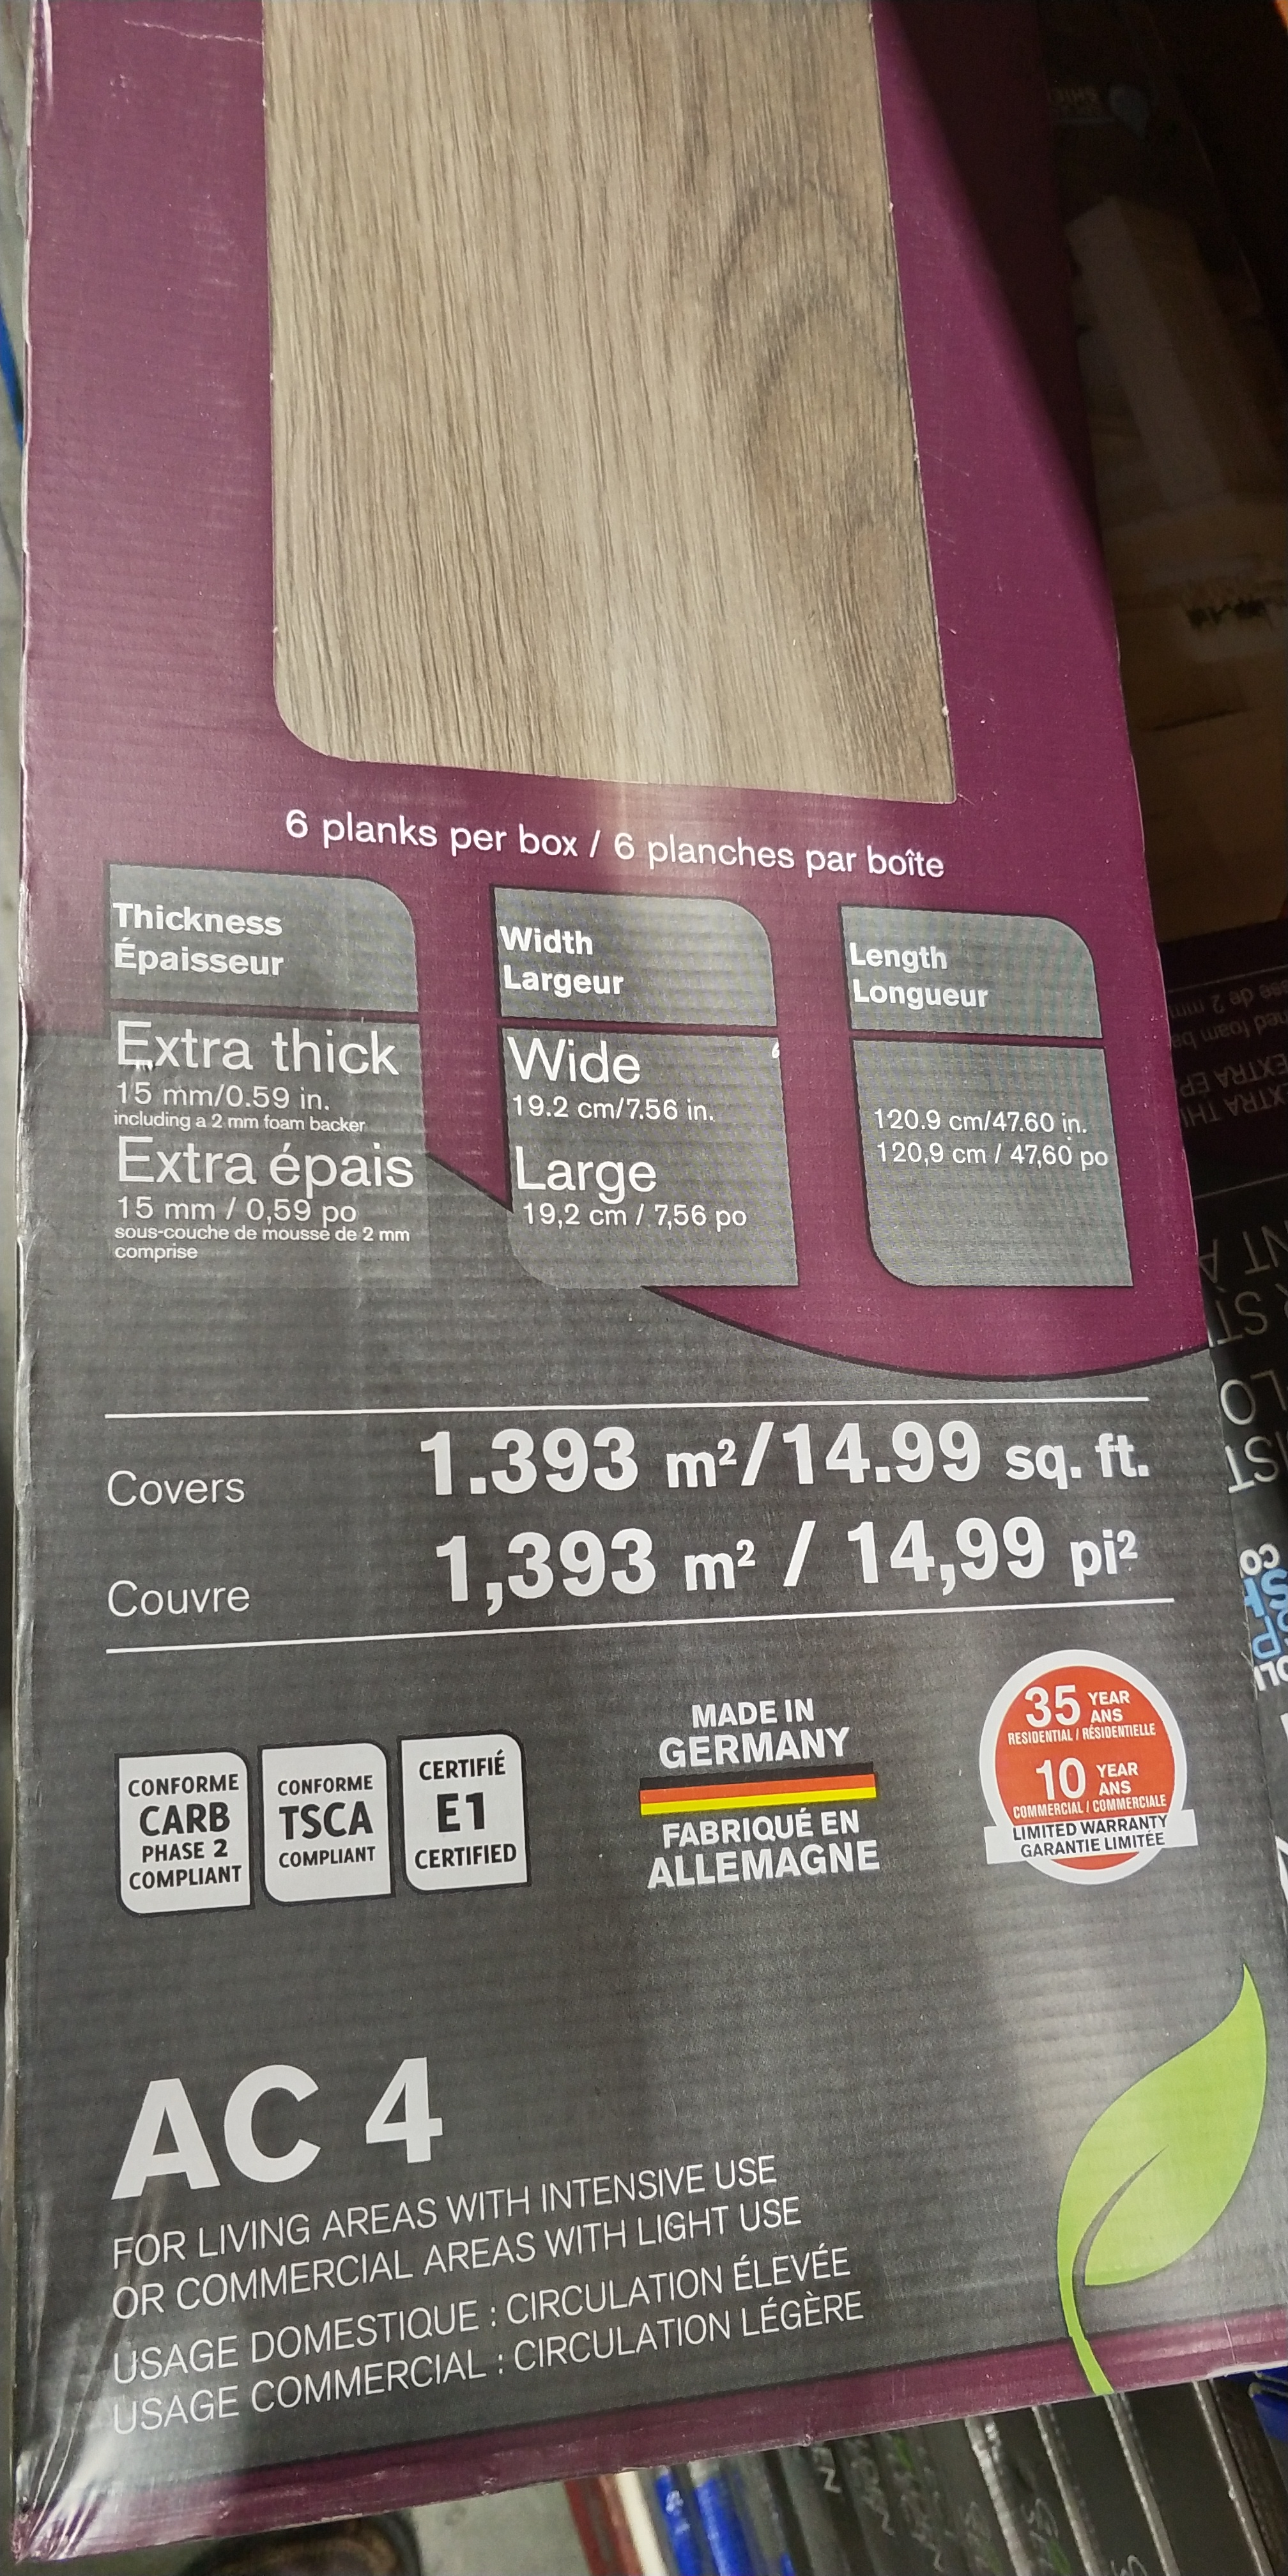 6 planks per box / 6 planches par boîte
Thickness
Épaisseur
Extra thick
15 mm/0.59 in.
including a 2 mm foam backer
Extra épais
15 mm / 0,59 po
sous-couche de mousse de 2 mm
comprise
Width
Largeur
Wide
19.2 cm/7.56 in.
Large
19,2 cm / 7,56 po
Length
Longueur
120.9 cm/47.60 in.
120,9 cm / 47,60 po
Covers 1.393 m²/14.99 sq. ft.
Couvre 1,393 m² / 14,99 pi²
CONFORME
CARB
PHASE 2
COMPLIANT
CONFORME
TSCA
COMPLIANT
CERTIFIÉ
E1
CERTIFIED
MADE IN
GERMANY
FABRIQUÉ EN
ALLEMAGNE
35 YEAR
ANS
RESIDENTIAL / RÉSIDENTIELLE
10 YEAR
ANS
COMMERCIAL / COMMERCIALE
LIMITED WARRANTY
GARANTIE LIMITÉE
AC 4
FOR LIVING AREAS WITH INTENSIVE USE
OR COMMERCIAL AREAS WITH LIGHT USE
USAGE DOMESTIQUE : CIRCULATION ÉLEVÉE
USAGE COMMERCIAL : CIRCULATION LÉGÈRE